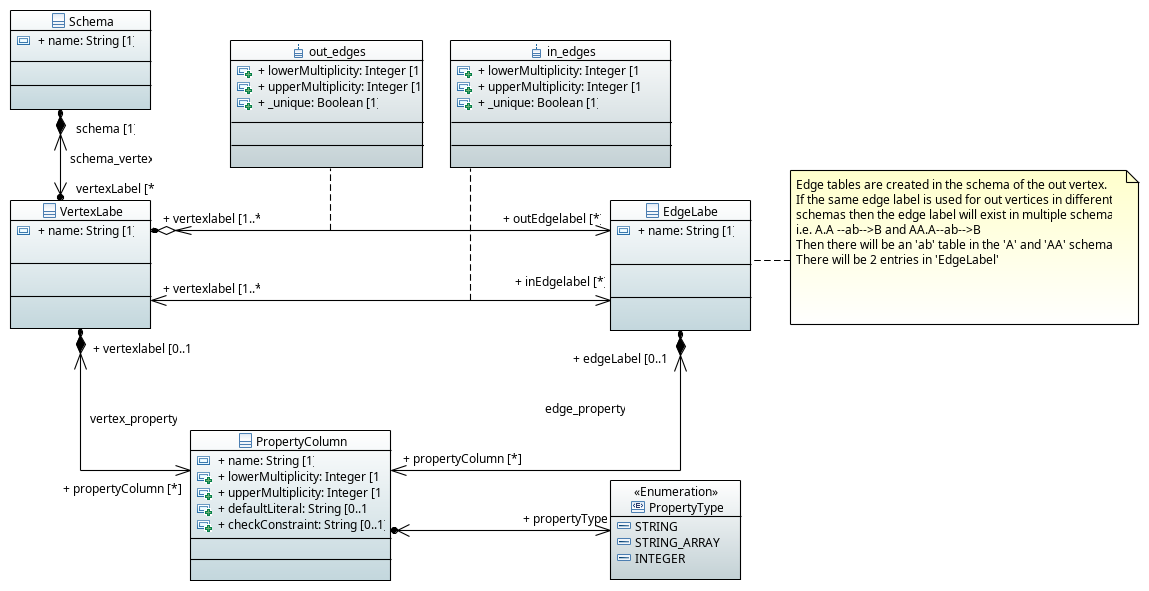 Schema
+ name: String [1]
schema [1]
schema_vertex
vertexLabel [*
out_edges
+ lowerMultiplicity: Integer [1
+ upperMultiplicity: Integer [1
+ _unique: Boolean [1]
in_edges
+ lowerMultiplicity: Integer [1
+ upperMultiplicity: Integer [1
+ _unique: Boolean [1]
VertexLabe
+ name: String [1]
+ vertexlabel [1..*
+ outEdgelabel [*]
+ vertexlabel [1..*
+ inEdgelabel [*]
EdgeLabe
+ name: String [1]
Edge tables are created in the schema of the out vertex.
If the same edge label is used for out vertices in different
schemas then the edge label will exist in multiple schema
i.e. A.A --ab-->B and AA.A--ab-->B
Then there will be an 'ab' table in the 'A' and 'AA' schema
There will be 2 entries in 'EdgeLabel'
+ vertexlabel [0..1
vertex_property
+ propertyColumn [*]
+ edgeLabel [0..1
edge_property
+ propertyColumn [*]
PropertyColumn
+ name: String [1]
+ lowerMultiplicity: Integer [1
+ upperMultiplicity: Integer [1
+ defaultLiteral: String [0..1
+ checkConstraint: String [0..1]
+ propertyType
«Enumeration»
PropertyType
STRING
STRING_ARRAY
INTEGER